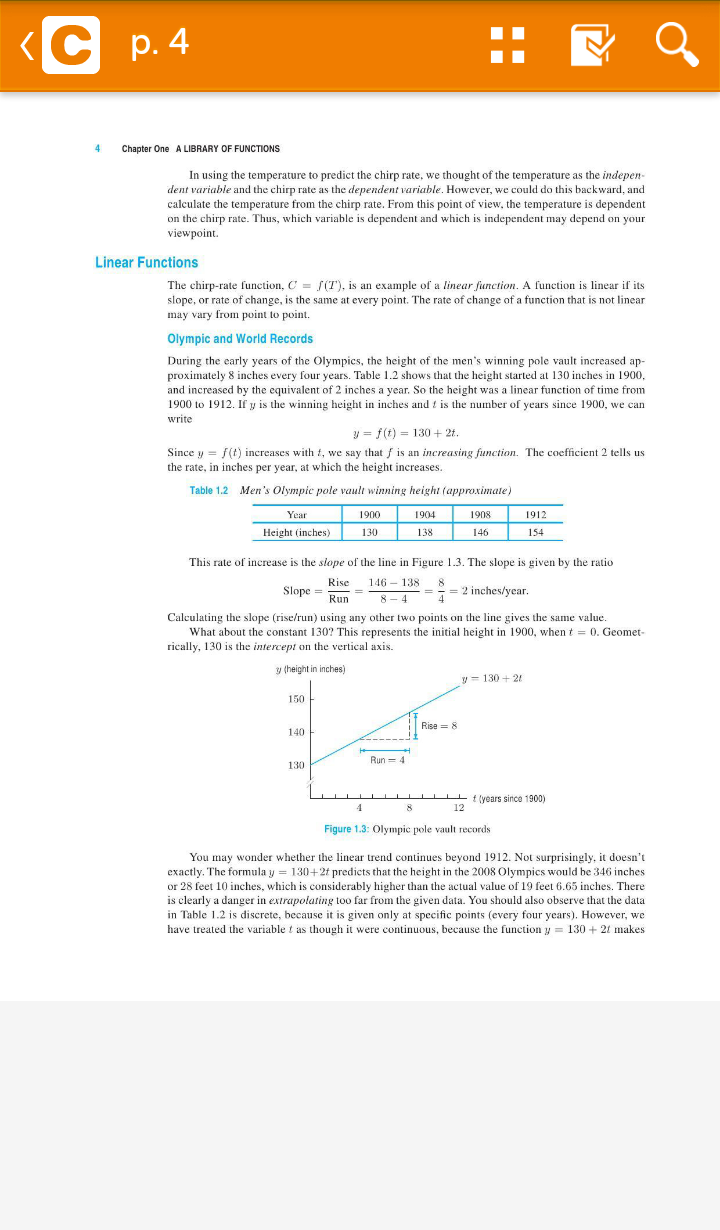 C p. 4
4 Chapter One A LIBRARY OF FUNCTIONS
In using the temperature to predict the chirp rate, we thought of the temperature as the indepen-
dent variable and the chirp rate as the dependent variable. However, we could do this backward, and
calculate the temperature from the chirp rate. From this point of view, the temperature is dependent
on the chirp rate. Thus, which variable is dependent and which is independent may depend on your
viewpoint.
Linear Functions
The chirp-rate function, C = f(T), is an example of a linear function. A function is linear if its
slope, or rate of change, is the same at every point. The rate of change of a function that is not linear
may vary from point to point.
Olympic and World Records
During the early years of the Olympics, the height of the men's winning pole vault increased ap-
proximately 8 inches every four years. Table 1.2 shows that the height started at 130 inches in 1900,
and increased by the equivalent of 2 inches a year. So the height was a linear function of time from
1900 to 1912. If y is the winning height in inches and t is the number of years since 1900, we can
write
y = f(t) = 130 + 2t.
Since y = f(t) increases with t, we say that f is an increasing function. The coefficient 2 tells us
the rate, in inches per year, at which the height increases.
Table 1.2 Men's Olympic pole vault winning height (approximate)
Year 1900 1904 1908 1912
Height (inches) 130 138 146 154
This rate of increase is the slope of the line in Figure 1.3. The slope is given by the ratio
Slope = Rise/Run = (146 − 138)/(8 − 4) = 8/4 = 2 inches/year.
Calculating the slope (rise/run) using any other two points on the line gives the same value.
What about the constant 130? This represents the initial height in 1900, when t = 0. Geomet-
rically, 130 is the intercept on the vertical axis.
y (height in inches)
y = 130 + 2t
150
Rise = 8
140
Run = 4
130
t (years since 1900)
4 8 12
Figure 1.3: Olympic pole vault records
You may wonder whether the linear trend continues beyond 1912. Not surprisingly, it doesn't
exactly. The formula y = 130+2t predicts that the height in the 2008 Olympics would be 346 inches
or 28 feet 10 inches, which is considerably higher than the actual value of 19 feet 6.65 inches. There
is clearly a danger in extrapolating too far from the given data. You should also observe that the data
in Table 1.2 is discrete, because it is given only at specific points (every four years). However, we
have treated the variable t as though it were continuous, because the function y = 130 + 2t makes